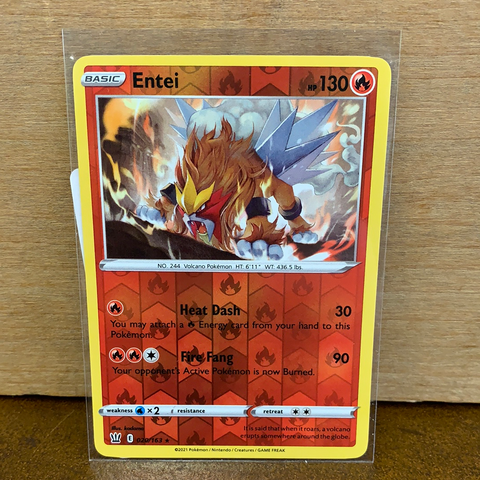 BASIC Entei HP 130
NO. 244 Volcano Pokémon HT: 6'11" WT: 436.5 lbs.
Heat Dash 30
You may attach a Energy card from your hand to this
Pokémon.
Fire Fang 90
Your opponent's Active Pokémon is now Burned.
weakness ×2 resistance retreat
Illus.
It is said that when it roars, a volcano
erupts somewhere around the globe.
020/163 ★
©2021 Pokémon / Nintendo / Creatures / GAME FREAK